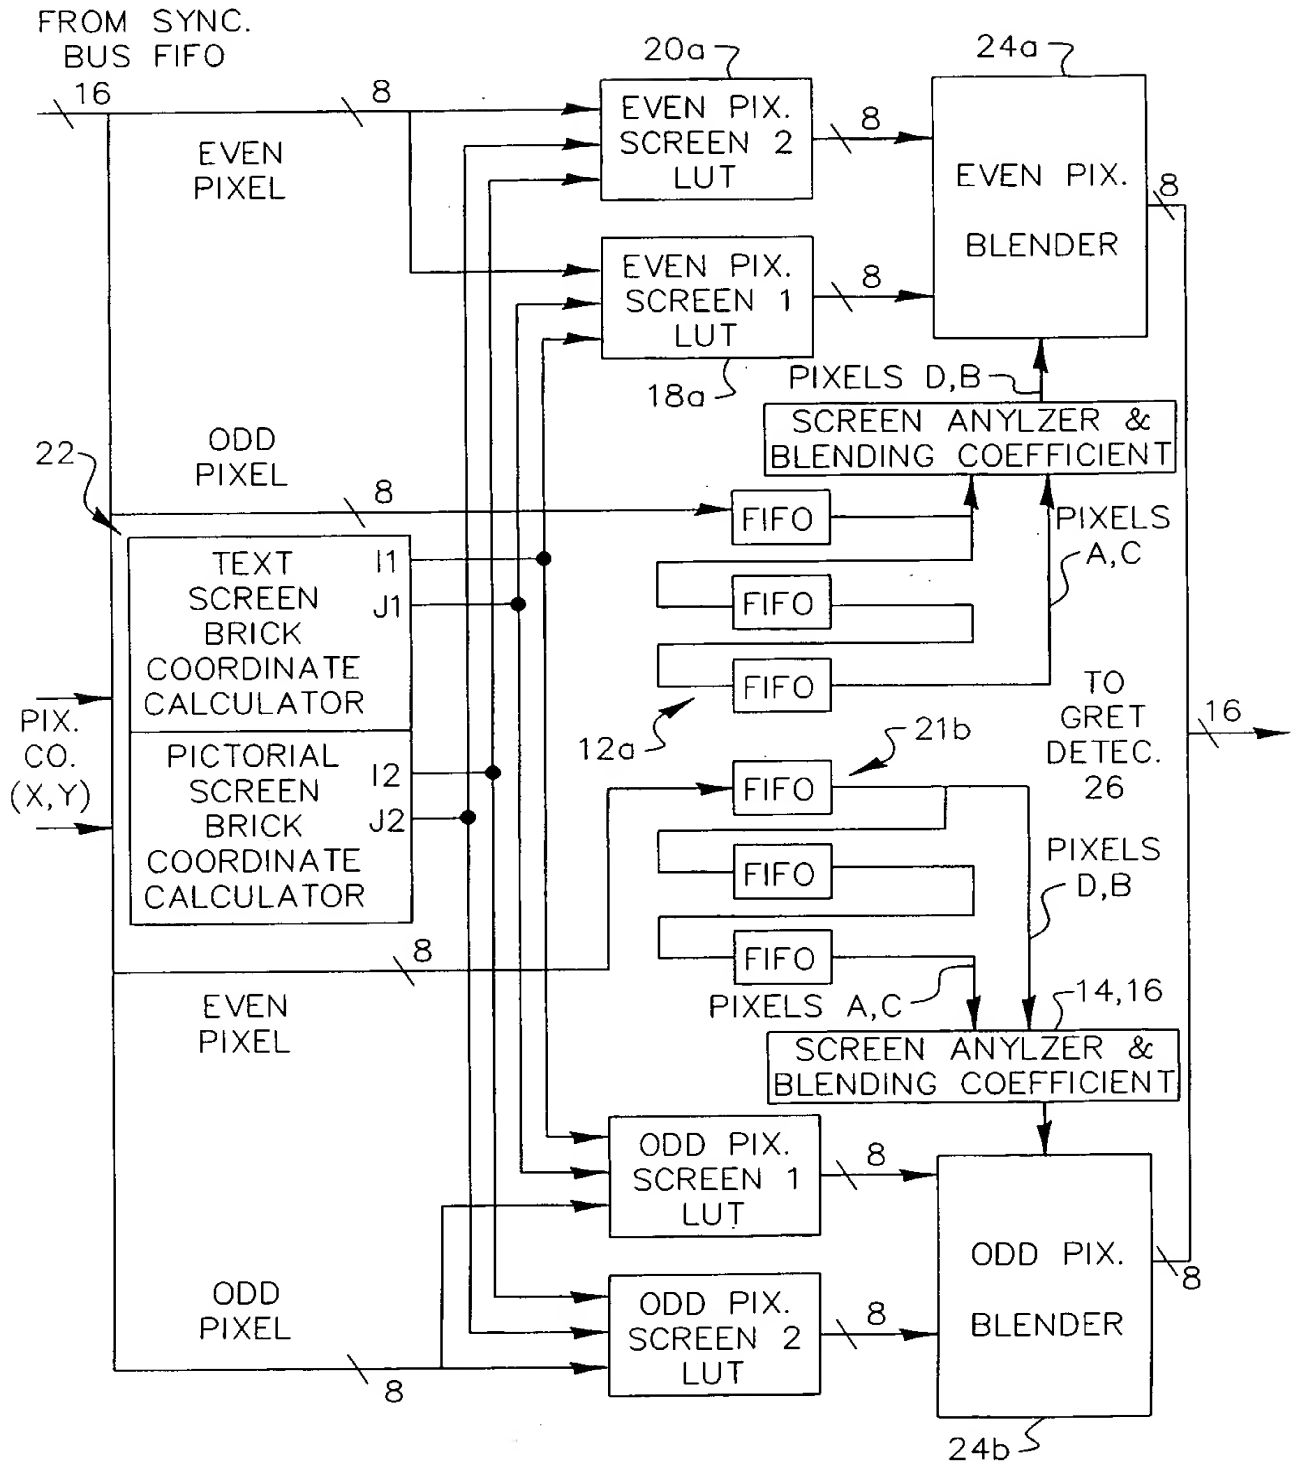 FROM SYNC.
BUS FIFO
16
8
EVEN
PIXEL
20a
EVEN PIX.
SCREEN 2
LUT
8
24a
EVEN PIX.
BLENDER
8
EVEN PIX.
SCREEN 1
LUT
8
18a
PIXELS D,B
SCREEN ANYLZER &
BLENDING COEFFICIENT
22
ODD
PIXEL
8
FIFO
PIXELS
A,C
TEXT
SCREEN
BRICK
COORDINATE
CALCULATOR
I1
J1
FIFO
FIFO
12a
PIX.
CO.
(X,Y)
PICTORIAL
SCREEN
BRICK
COORDINATE
CALCULATOR
I2
J2
21b
FIFO
TO
GRET
DETEC.
26
16
FIFO
PIXELS
D,B
FIFO
8
EVEN
PIXEL
PIXELS A,C
14,16
SCREEN ANYLZER &
BLENDING COEFFICIENT
ODD PIX.
SCREEN 1
LUT
8
ODD PIX.
BLENDER
8
ODD
PIXEL
8
ODD PIX.
SCREEN 2
LUT
8
24b